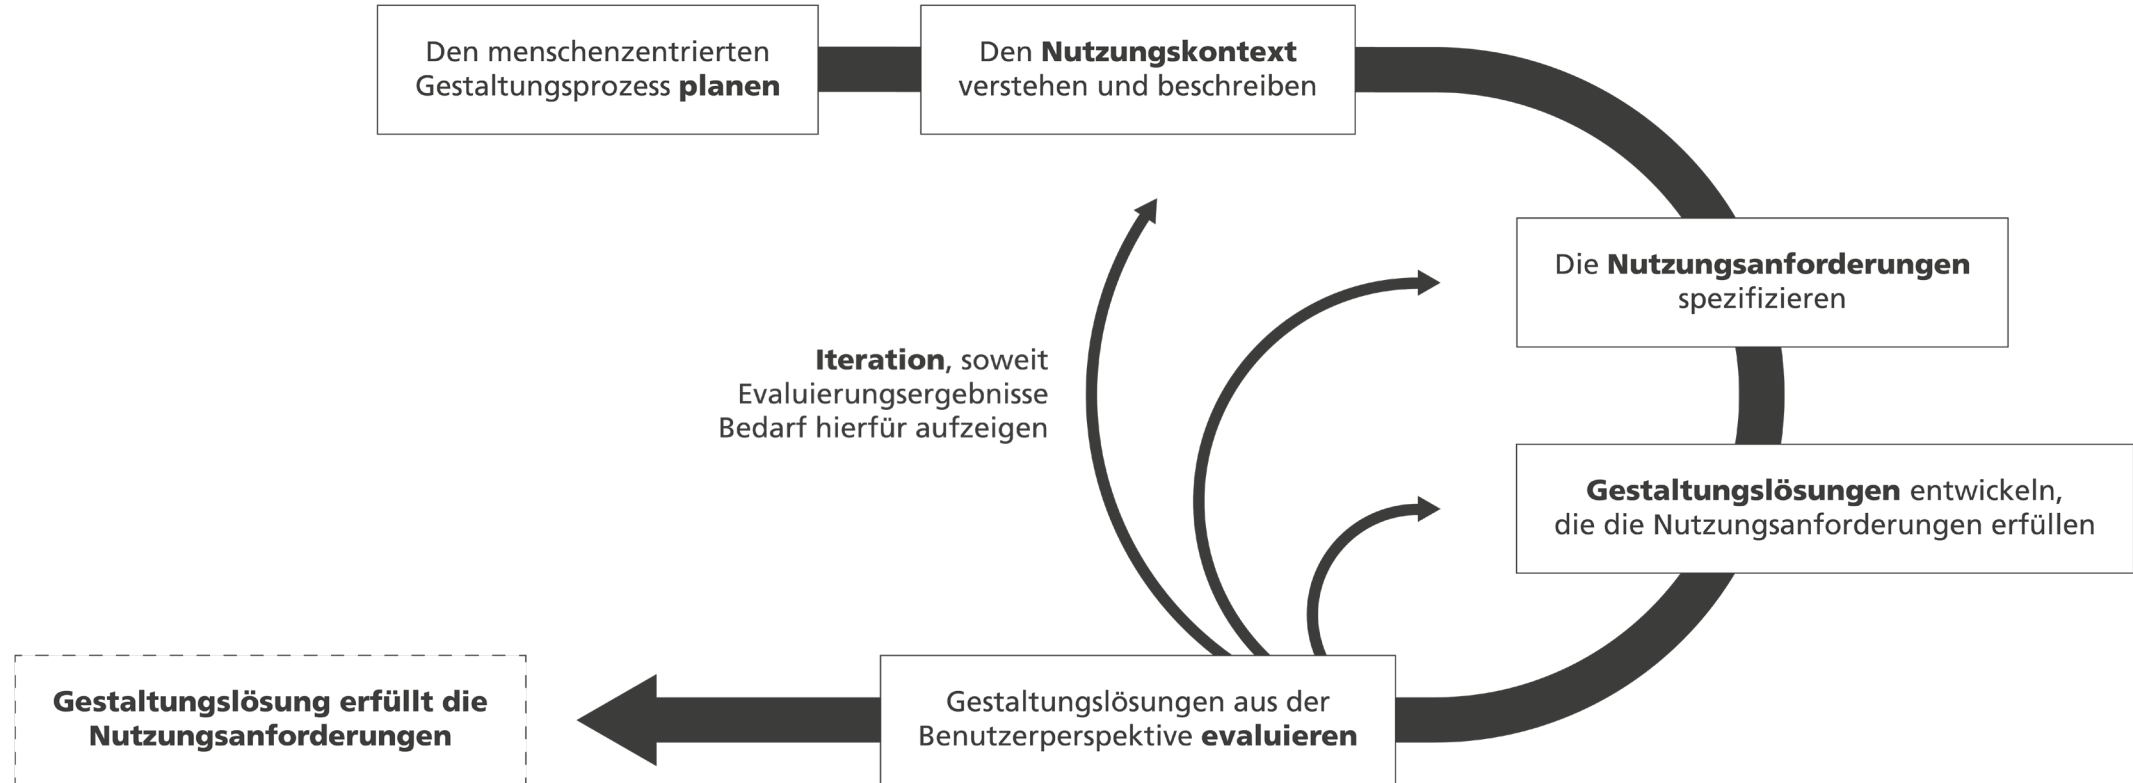 Den menschenzentrierten
Gestaltungsprozess planen
Den Nutzungskontext
verstehen und beschreiben
Die Nutzungsanforderungen
spezifizieren
Iteration, soweit
Evaluierungsergebnisse
Bedarf hierfür aufzeigen
Gestaltungslösungen entwickeln,
die die Nutzungsanforderungen erfüllen
Gestaltungslösungen aus der
Benutzerperspektive evaluieren
Gestaltungslösung erfüllt die
Nutzungsanforderungen